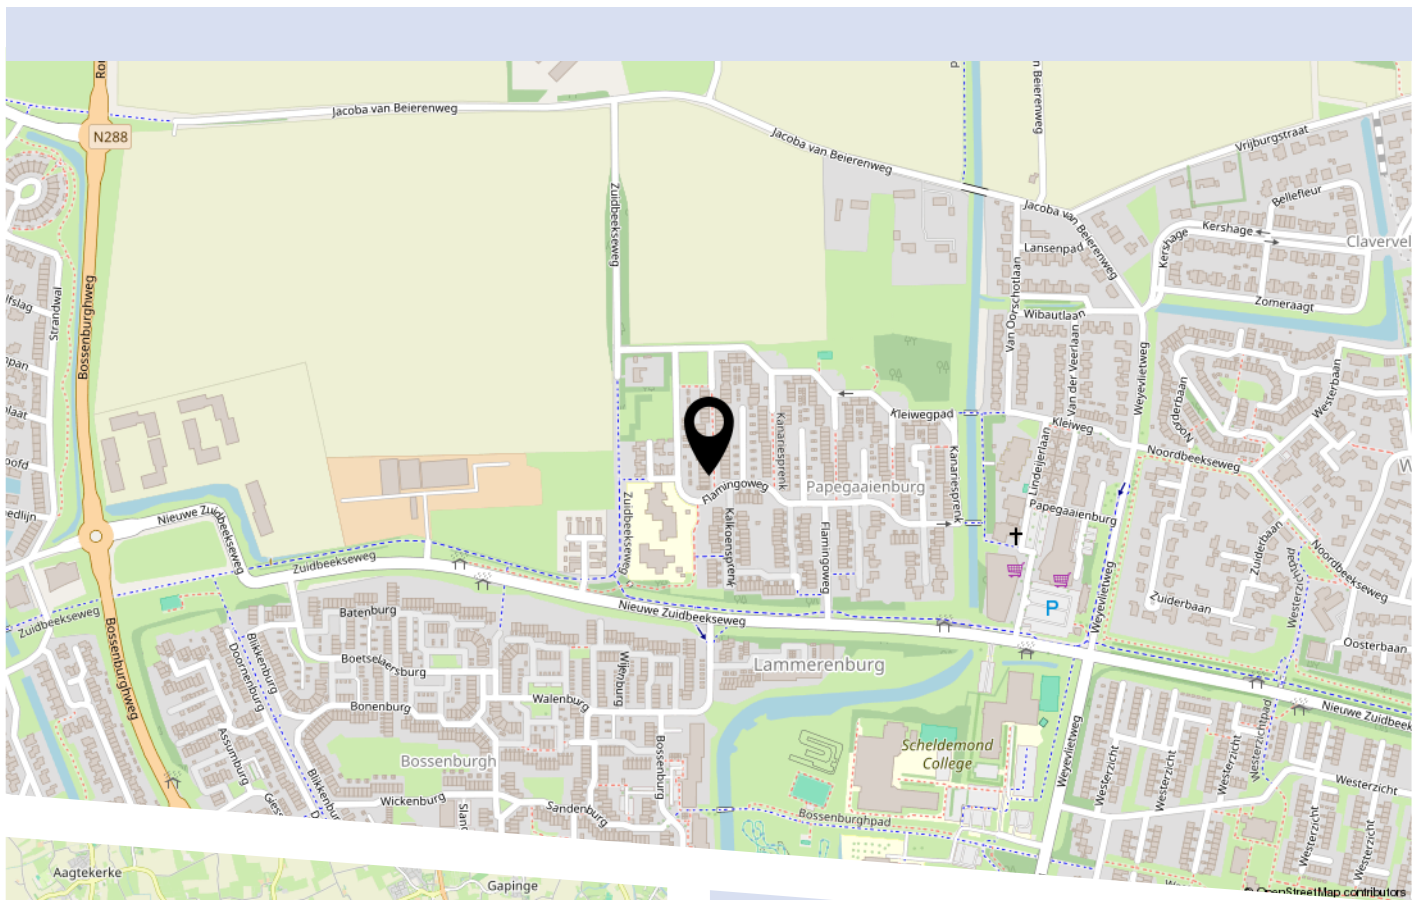 N288
Jacoba van Beierenweg
Jacoba van Beierenweg
Jacoba van Beierenweg
Vrijburgstraat
Bellefleur
Kershage
Kershage
Lansenpad
Zomeraagt
Zuidbeekseweg
Van Oorschotlaan
Wibautlaan
Van der Veerlaan
Weyevlietweg
Strandwal
Bossenburghweg
Noorderbaan
Westerbaan
Kleiwegpad
Kleiweg
Noordbeekseweg
Kanariesprenk
Kanariesprenk
Lindeijerlaan
Papegaaienburg
Flamingoweg
Papegaaienburg
Nieuwe Zuidbeekseweg
Zuidbeekseweg
Kalkoensprenk
Flamingoweg
Zuidbeekseweg
Zuiderbaan
Noordbeekseweg
Westerzichtpad
Zuiderbaan
Weyevlietweg
P
Oosterbaan
Zuidbeekseweg
Nieuwe Zuidbeekseweg
Batenburg
Bossenburghweg
Blikkenburg
Doornenburg
Boetselaersburg
Wijenburg
Lammerenburg
Walenburg
Bonenburg
Nieuwe Zuidbeek
Assumburg
Bossenburgh
Bossenburg
Scheldemond
College
Weyevlietweg
Westerzicht
Westerzicht
Westerzicht
Westerzichtpad
Westerzicht
Wickenburg
Sandenburg
Bossenburghpad
Westerzicht
Westerzicht
Aagtekerke
Gapinge
© OpenStreetMap contributors